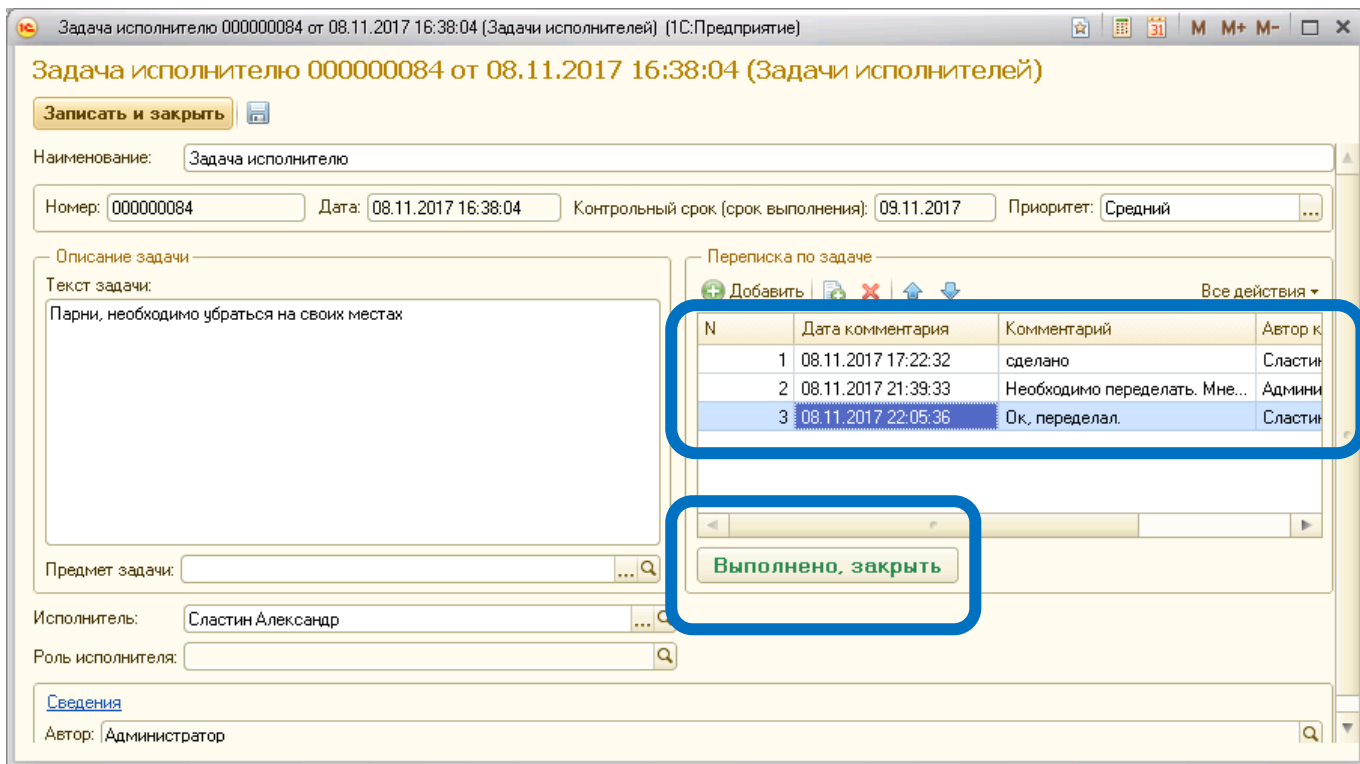 Задача исполнителю 000000084 от 08.11.2017 16:38:04 (Задачи исполнителей) (1С:Предприятие)
31 M M+ M-
Задача исполнителю 000000084 от 08.11.2017 16:38:04 (Задачи исполнителей)
Записать и закрыть
Наименование: Задача исполнителю
Номер: 000000084 Дата: 08.11.2017 16:38:04 Контрольный срок (срок выполнения): 09.11.2017 Приоритет: Средний ...
Описание задачи
Текст задачи:
Парни, необходимо убраться на своих местах
Предмет задачи: ...
Переписка по задаче
Добавить Все действия
N Дата комментария Комментарий Автор к
1 08.11.2017 17:22:32 сделано Сластин
2 08.11.2017 21:39:33 Необходимо переделать. Мне... Админи
3 08.11.2017 22:05:36 Ок, переделал. Сластин
Выполнено, закрыть
Исполнитель: Сластин Александр ...
Роль исполнителя:
Сведения
Автор: Администратор